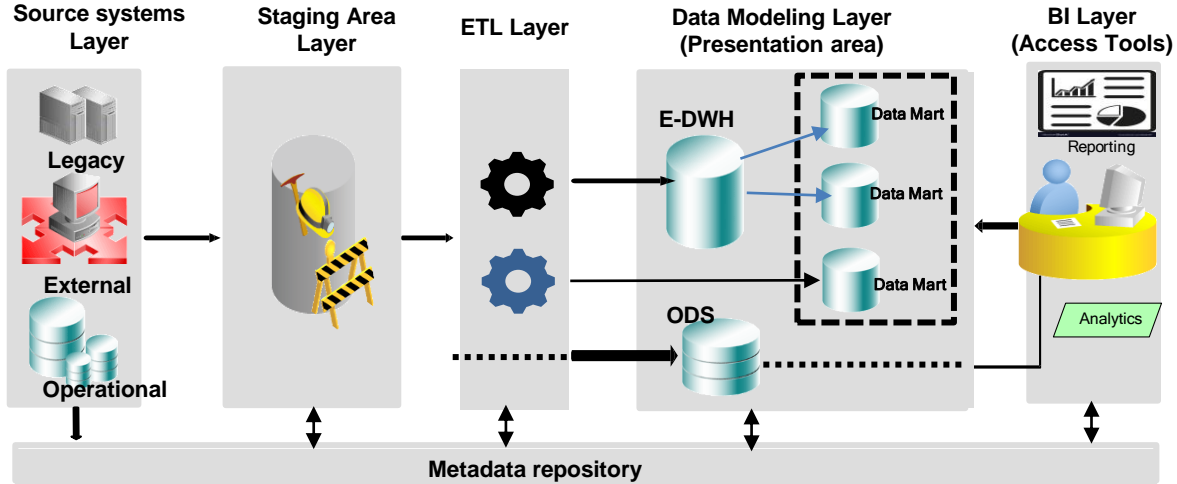 Source systems
Layer
Staging Area
Layer
ETL Layer
Data Modeling Layer
(Presentation area)
BI Layer
(Access Tools)
Legacy
External
Operational
E-DWH
Data Mart
Data Mart
Data Mart
ODS
Reporting
Analytics
Metadata repository